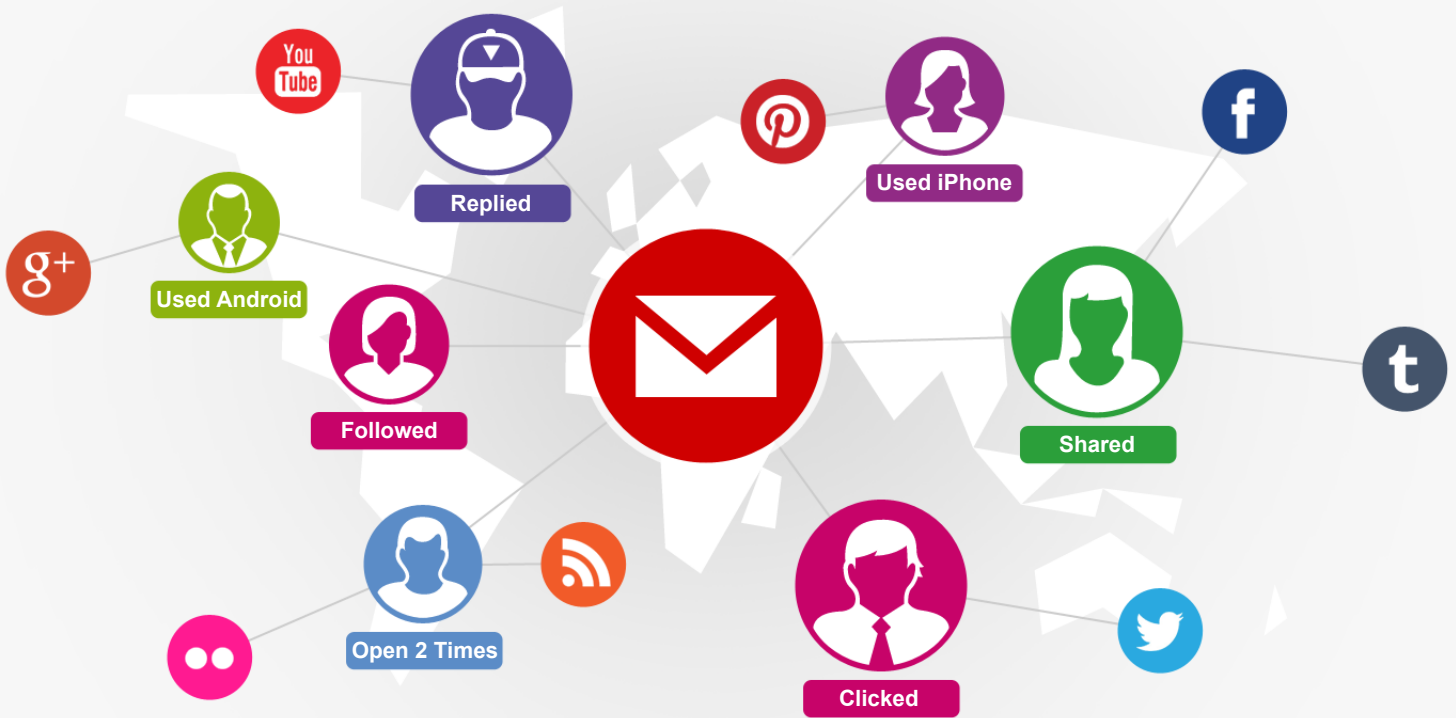 You
Tube
Replied
Used iPhone
f
g+
Used Android
Followed
Shared
t
Open 2 Times
Clicked